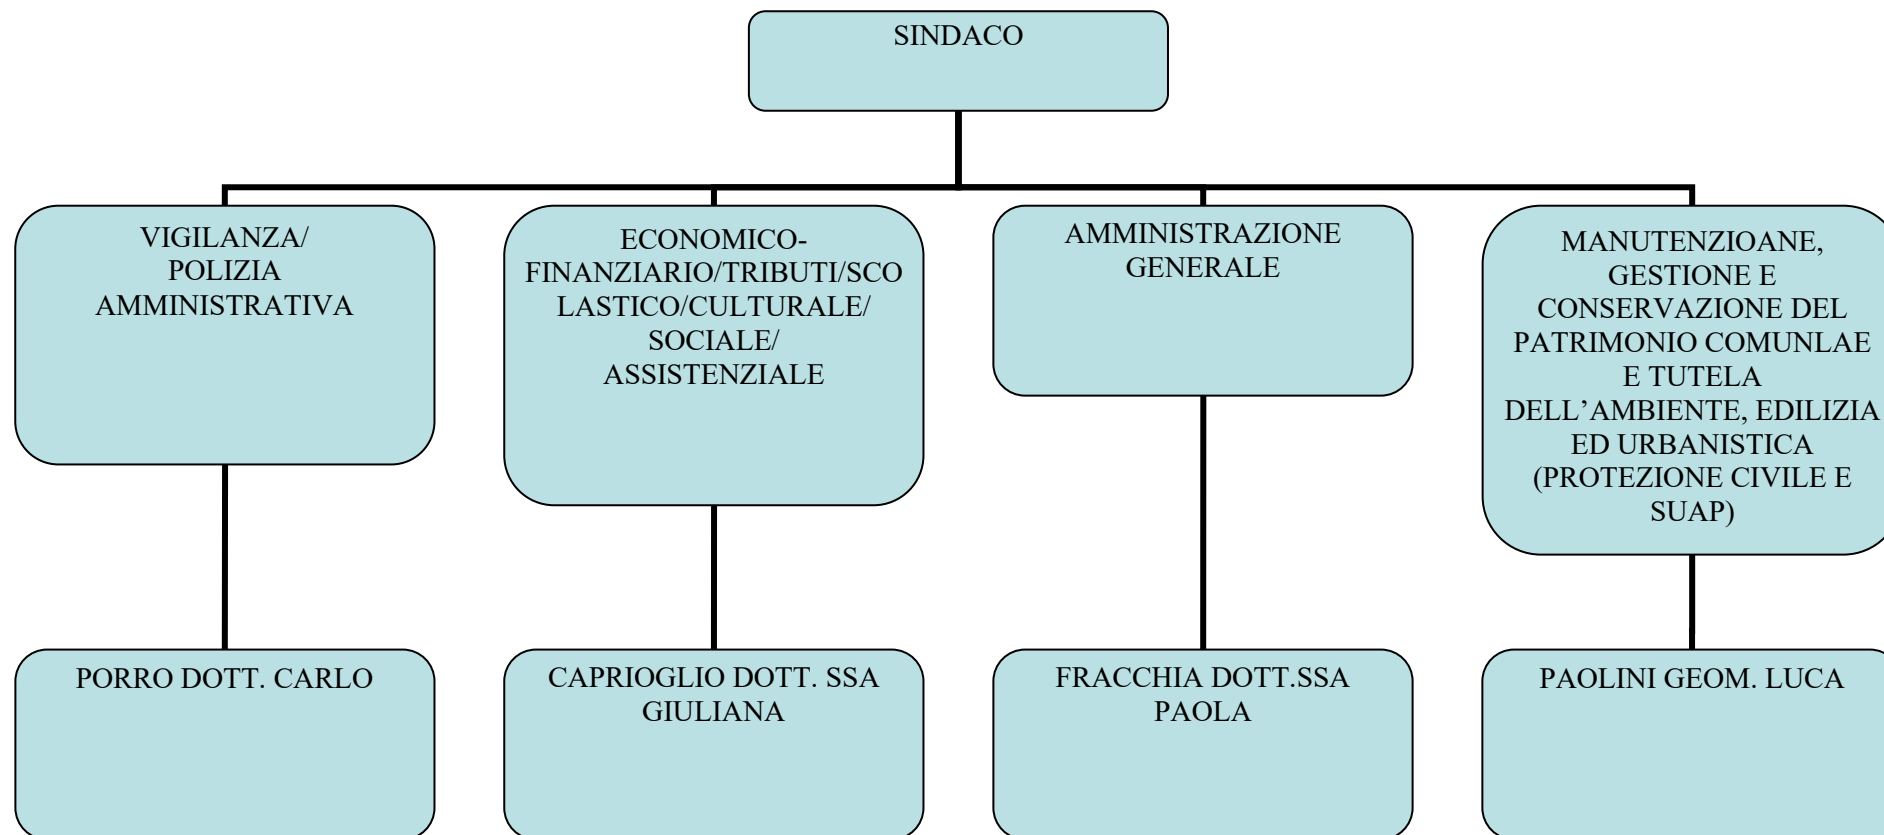 SINDACO
VIGILANZA/
POLIZIA
AMMINISTRATIVA
ECONOMICO-
FINANZIARIO/TRIBUTI/SCO
LASTICO/CULTURALE/
SOCIALE/
ASSISTENZIALE
AMMINISTRAZIONE
GENERALE
MANUTENZIOANE,
GESTIONE E
CONSERVAZIONE DEL
PATRIMONIO COMUNLAE
E TUTELA
DELL’AMBIENTE, EDILIZIA
ED URBANISTICA
(PROTEZIONE CIVILE E
SUAP)
PORRO DOTT. CARLO
CAPRIOGLIO DOTT. SSA
GIULIANA
FRACCHIA DOTT.SSA
PAOLA
PAOLINI GEOM. LUCA